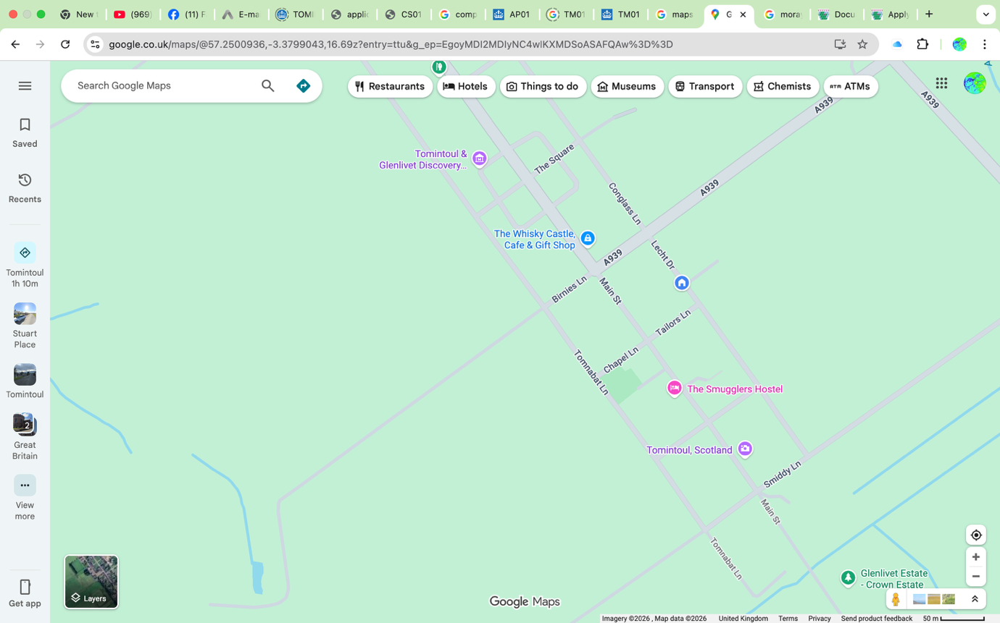 New
(969)
(11) F
E-ma
TOMI
applic
CS01
comp
AP01
TM01
TM01
maps
G
mora
Docu
Apply
google.co.uk/maps/@57.2500936,-3.3799043,16.69z?entry=ttu&g_ep=EgoyMDI2MDIyNC4wIKXMDSoASAFQAw%3D%3D
Search Google Maps
Restaurants
Hotels
Things to do
Museums
Transport
Chemists
ATM
ATMs
Saved
Recents
Tomintoul
1h 10m
Stuart
Place
Tomintoul
2
Great
Britain
View
more
Get app
A939
A939
A939
A939
Tomintoul &
Glenlivet Discovery...
The Square
Conglass Ln
The Whisky Castle,
Cafe & Gift Shop
Lecht Dr
Birnies Ln
Main St
Tailors Ln
Chapel Ln
Tomnabat Ln
The Smugglers Hostel
Tomintoul, Scotland
Smiddy Ln
Main St
Tomnabat Ln
Glenlivet Estate
- Crown Estate
Layers
Google Maps
Imagery ©2026 , Map data ©2026 United Kingdom Terms Privacy Send product feedback 50 m